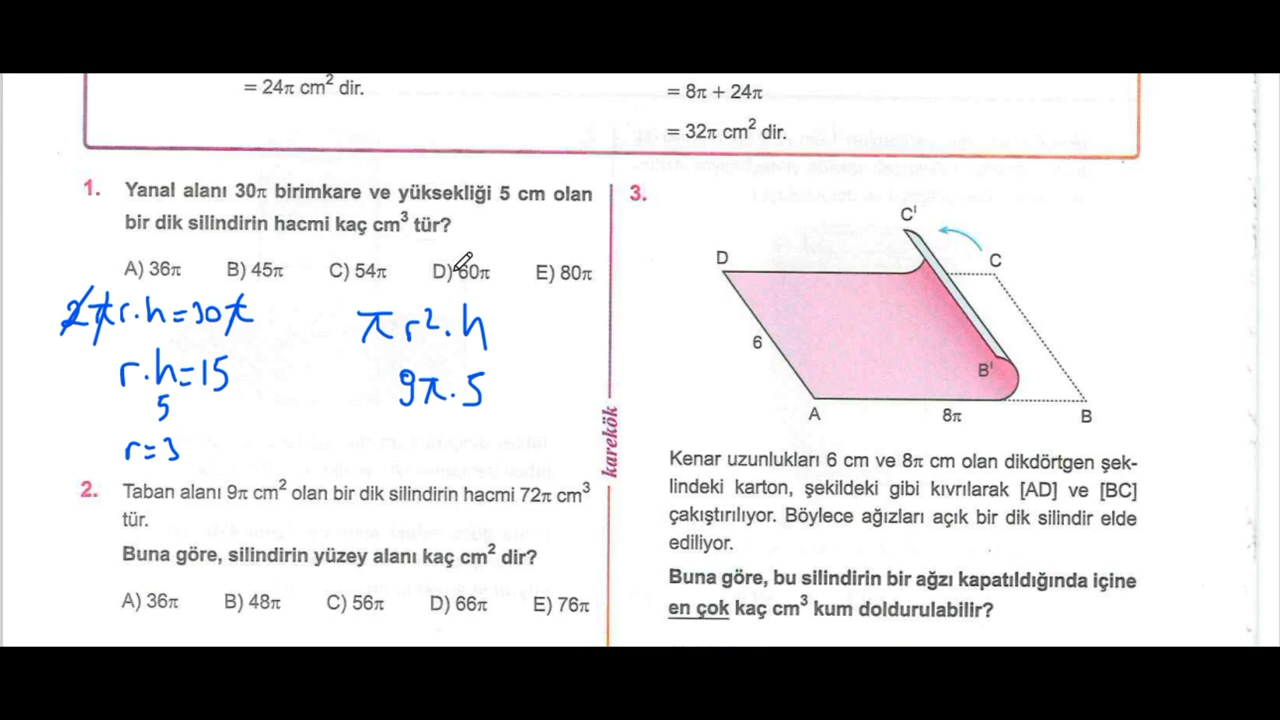 = 24π cm² dir.
= 8π + 24π
= 32π cm² dir.
1. Yanal alanı 30π birimkare ve yüksekliği 5 cm olan
bir dik silindirin hacmi kaç cm³ tür?
A) 36π B) 45π C) 54π D) 60π E) 80π
2πr.h=30π
r.h=15
5
r=3
πr².h
9π.5
2. Taban alanı 9π cm² olan bir dik silindirin hacmi 72π cm³
tür.
Buna göre, silindirin yüzey alanı kaç cm² dir?
A) 36π B) 48π C) 56π D) 66π E) 76π
karekök
3.
C'
D
C
6
B'
A
8π
B
Kenar uzunlukları 6 cm ve 8π cm olan dikdörtgen şek-
lindeki karton, şekildeki gibi kıvrılarak [AD] ve [BC]
çakıştırılıyor. Böylece ağızları açık bir dik silindir elde
ediliyor.
Buna göre, bu silindirin bir ağzı kapatıldığında içine
en çok kaç cm³ kum doldurulabilir?